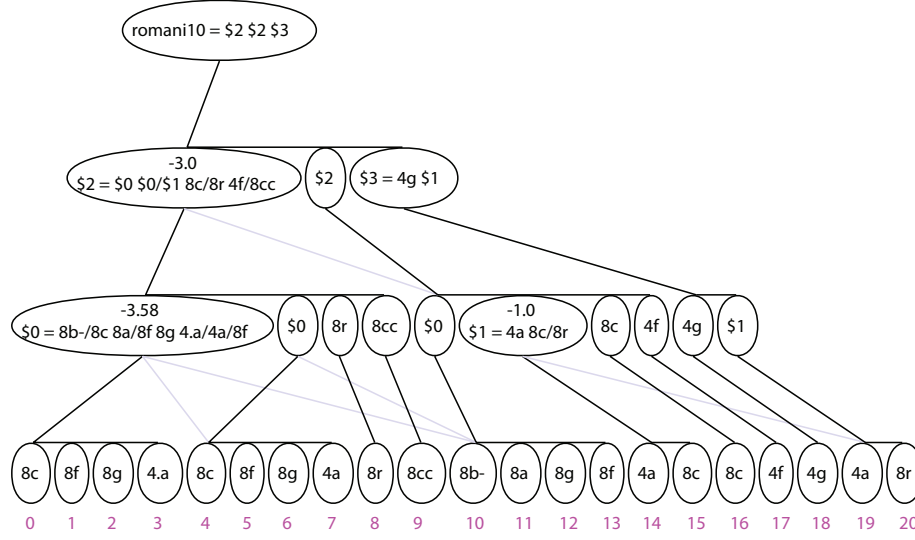 romani10 = $2 $2 $3
-3.0
$2 = $0 $0/$1 8c/8r 4f/8cc
$2
$3 = 4g $1
-3.58
$0 = 8b-/8c 8a/8f 8g 4.a/4a/8f
$0
8r
8cc
$0
-1.0
$1 = 4a 8c/8r
8c
4f
4g
$1
8c 8f 8g 4.a 8c 8f 8g 4a 8r 8cc 8b- 8a 8g 8f 4a 8c 8c 4f 4g 4a 8r
0 1 2 3 4 5 6 7 8 9 10 11 12 13 14 15 16 17 18 19 20